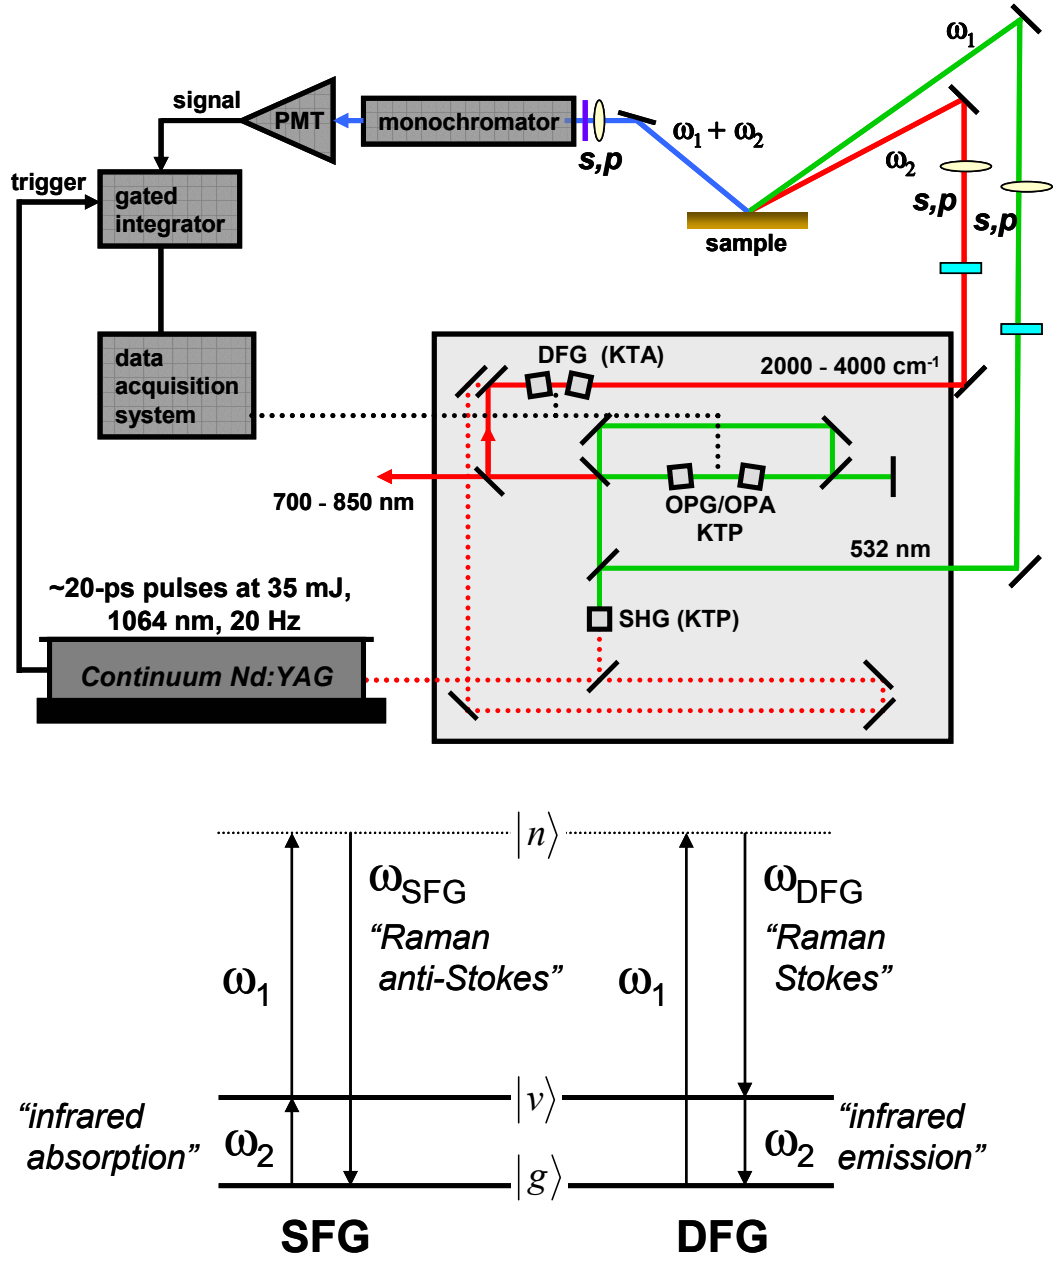 ω1
signal
PMT
monochromator
ω1 + ω2
ω2
s,p
s,p
s,p
trigger
gated
integrator
sample
data
acquisition
system
DFG (KTA)
2000 - 4000 cm-1
700 - 850 nm
OPG/OPA
KTP
532 nm
~20-ps pulses at 35 mJ,
1064 nm, 20 Hz
SHG (KTP)
Continuum Nd:YAG
|n⟩
ωSFG
“Raman
anti-Stokes”
ωDFG
“Raman
Stokes”
ω1
ω1
|v⟩
“infrared
absorption”
ω2
ω2
“infrared
emission”
|g⟩
SFG
DFG